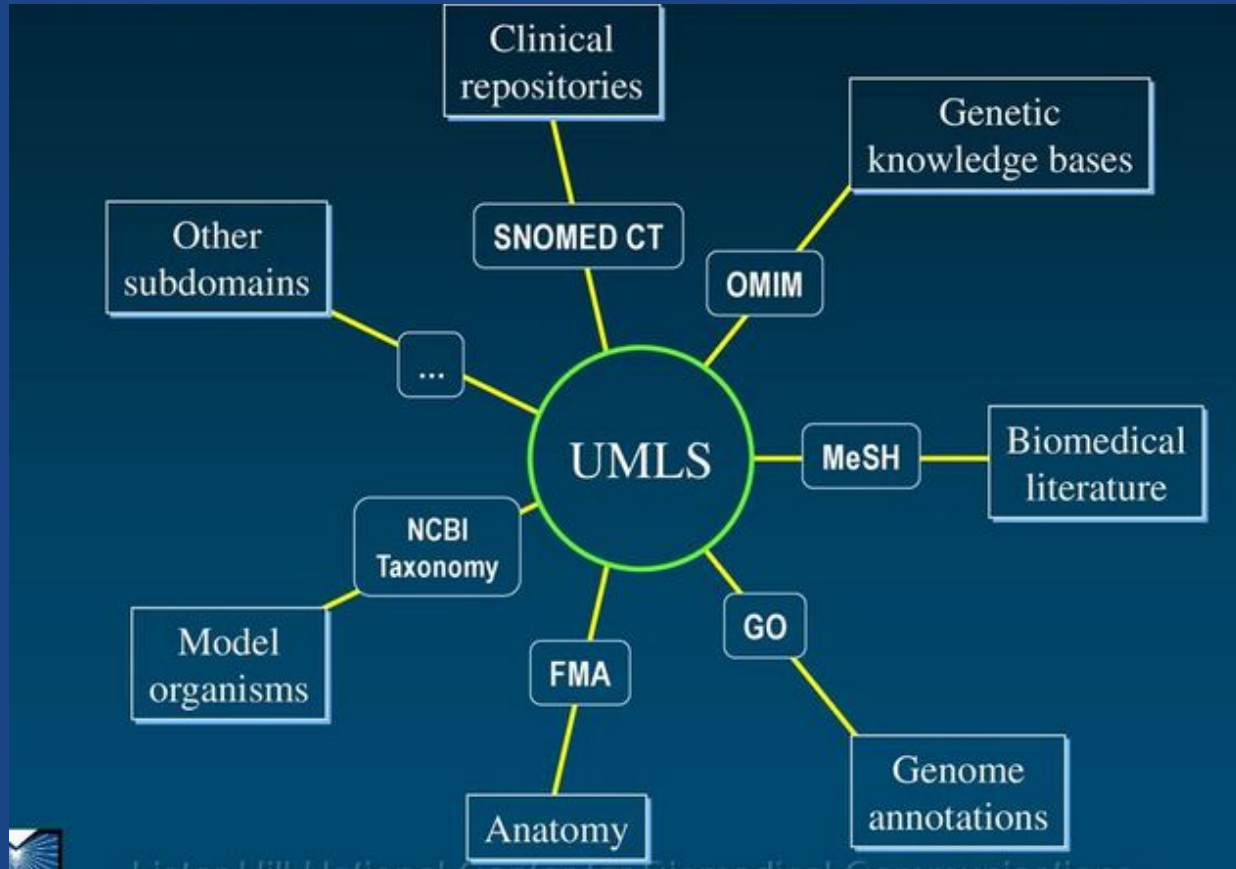 Clinical
repositories
Genetic
knowledge bases
SNOMED CT
Other
subdomains
OMIM
...
UMLS
MeSH
Biomedical
literature
NCBI
Taxonomy
GO
Model
organisms
FMA
Genome
annotations
Anatomy